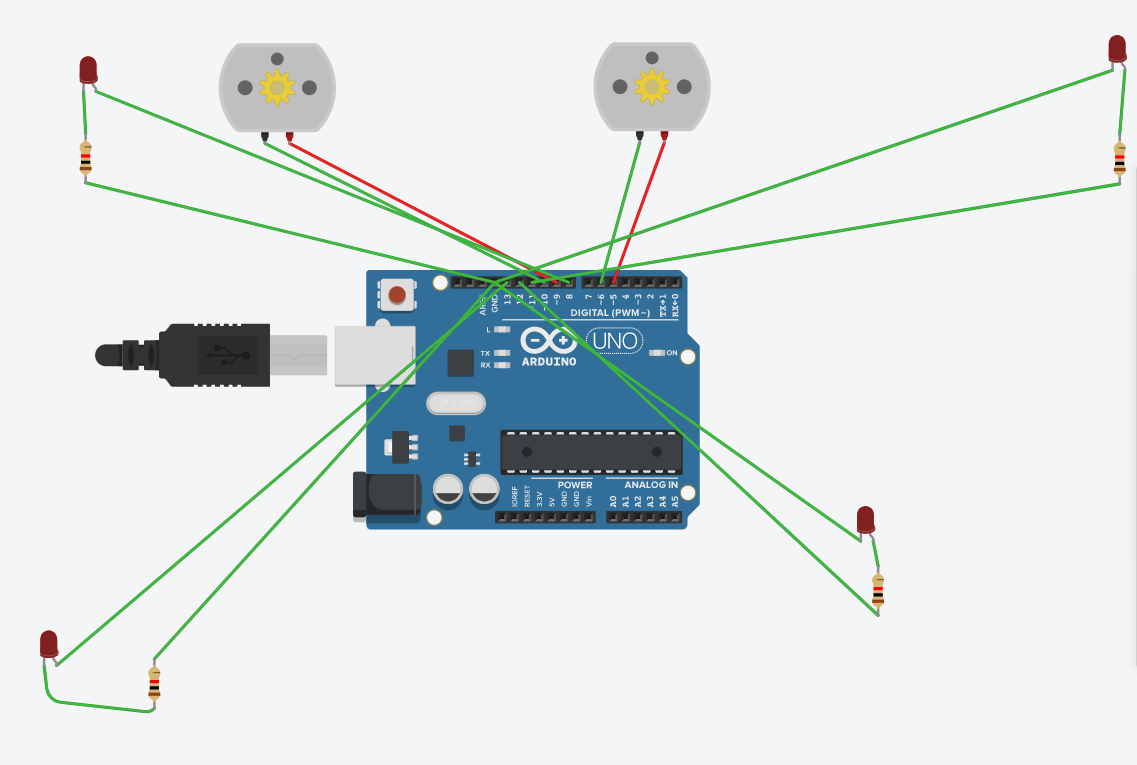 AREF
GND
13
12
~11
~10
~9
8
7
~6
~5
4
~3
2
TX→1
RX←0
DIGITAL (PWM~)
L
TX
RX
ARDUINO
UNO
ON
POWER
ANALOG IN
IOREF
RESET
3.3V
5V
GND
GND
Vin
A0
A1
A2
A3
A4
A5